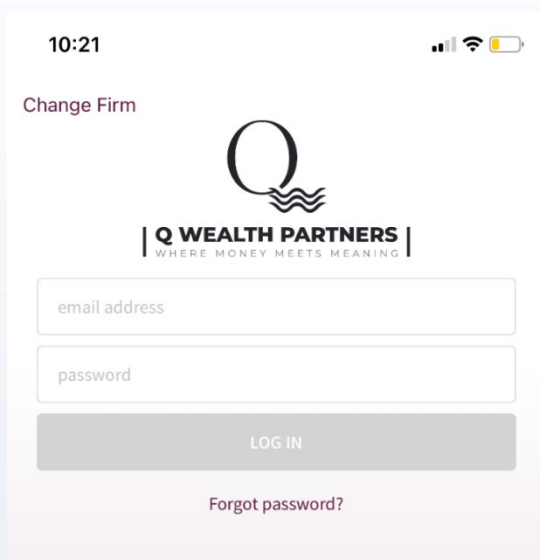 10:21
Change Firm
Q
Q WEALTH PARTNERS
WHERE MONEY MEETS MEANING
email address
password
LOG IN
Forgot password?